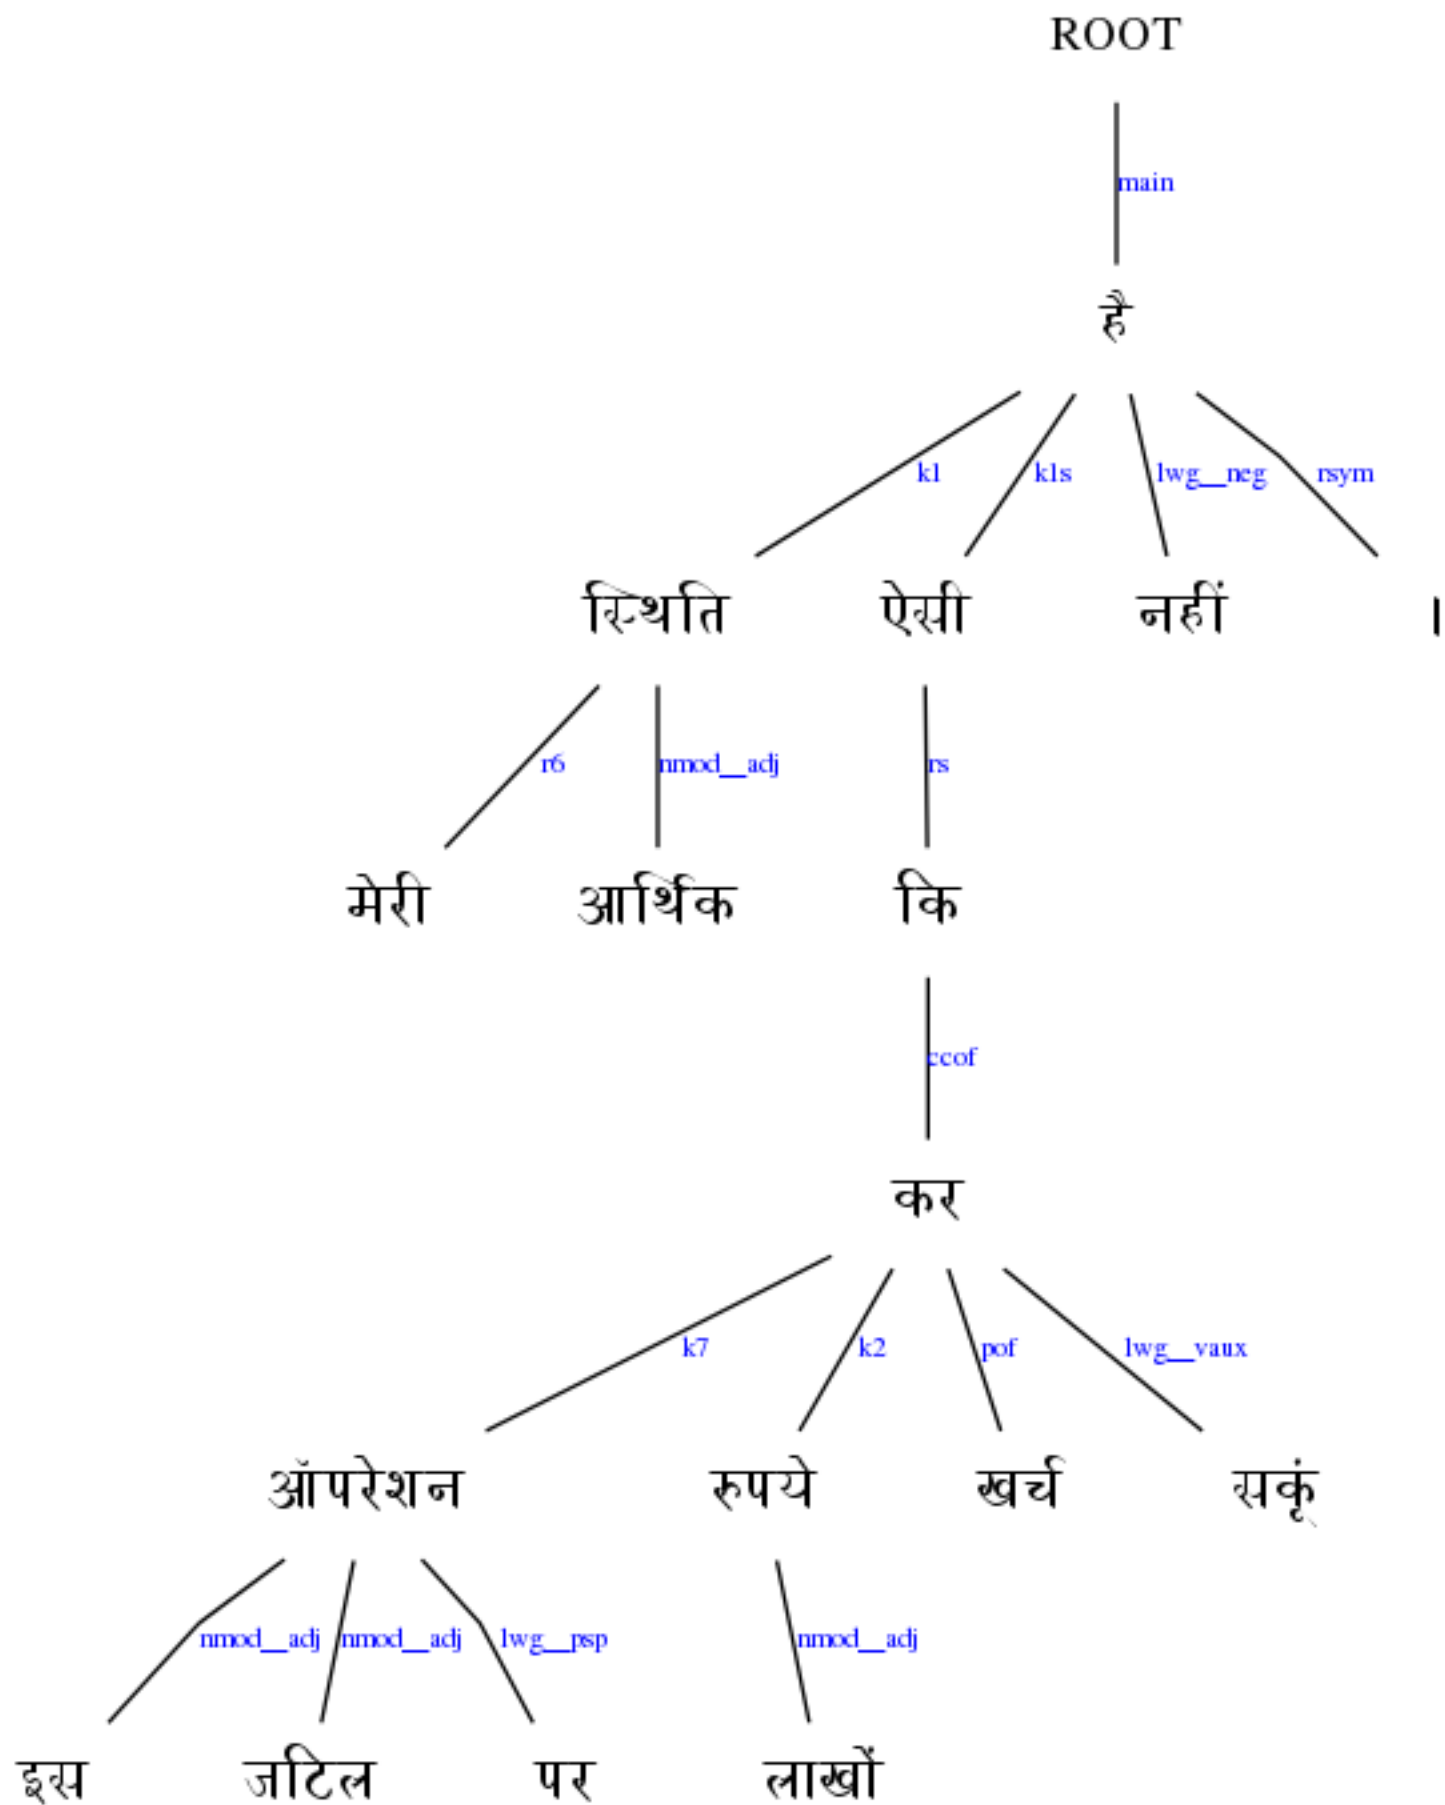 ROOT
main
है
k1 k1s lwg__neg rsym
स्थिति ऐसी नहीं ।
r6 nmod__adj rs
मेरी आर्थिक कि
ccof
कर
k7 k2 pof lwg__vaux
ऑपरेशन रुपये खर्च सकूं
nmod__adj nmod__adj lwg__psp nmod__adj
इस जटिल पर लाखों